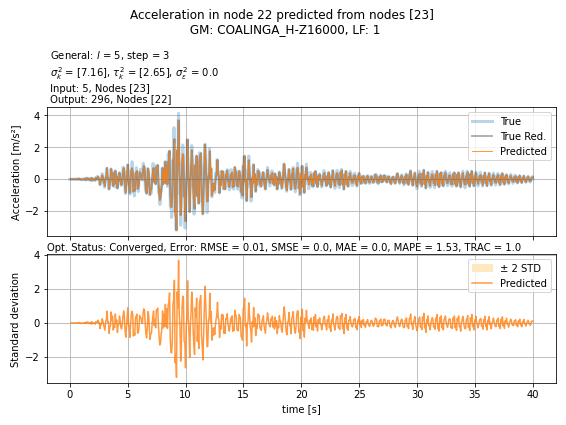 Acceleration in node 22 predicted from nodes [23]
GM: COALINGA_H-Z16000, LF: 1
General: l = 5, step = 3
σ²ₖ = [7.16], τ²ₖ = [2.65], σ²ε = 0.0
Input: 5, Nodes [23]
Output: 296, Nodes [22]
Acceleration [m/s²]
4
2
0
−2
True
True Red.
Predicted
Opt. Status: Converged, Error: RMSE = 0.01, SMSE = 0.0, MAE = 0.0, MAPE = 1.53, TRAC = 1.0
Standard deviation
4
2
0
−2
± 2 STD
Predicted
0 5 10 15 20 25 30 35 40
time [s]